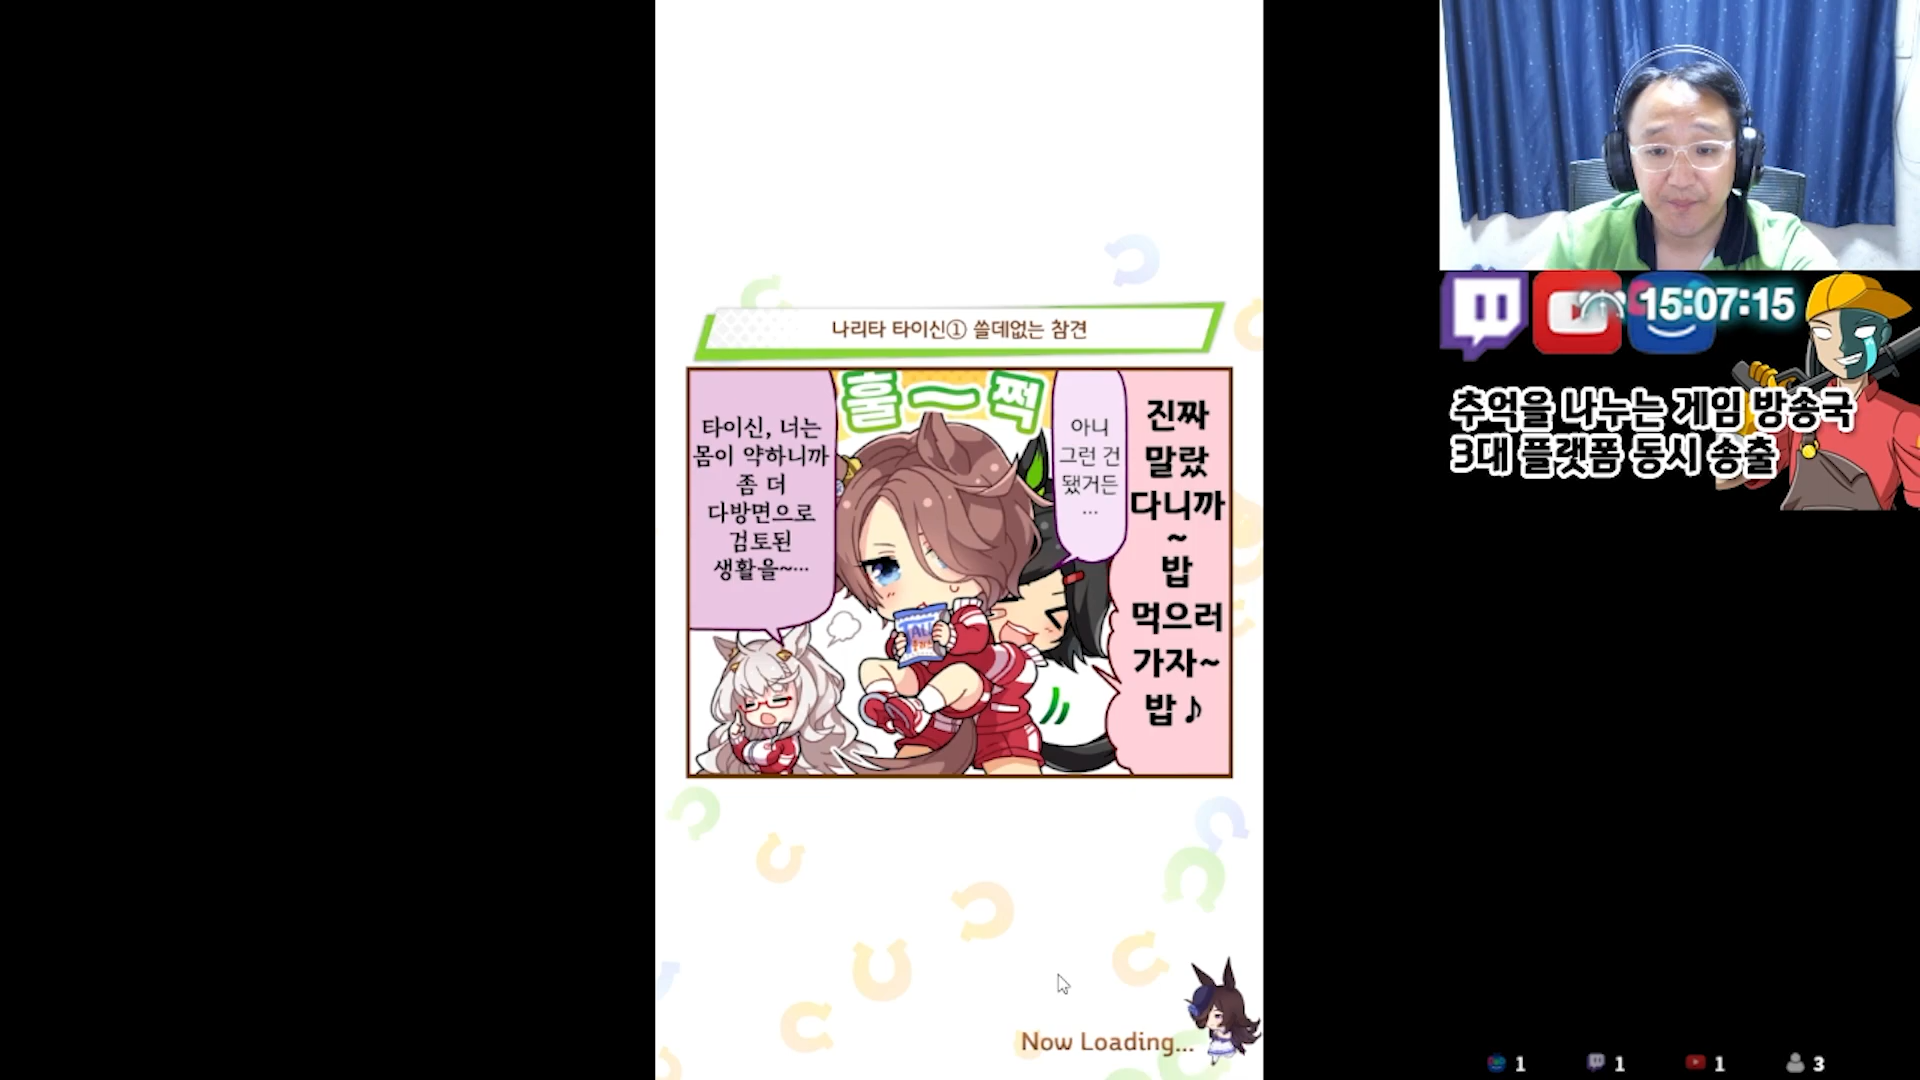 나리타 타이신① 쓸데없는 참견
훌ー쩍
진짜
말랐
다니까
~
밥
먹으러
가자~
밥♪
아니
그런 건
됐거든
…
타이신, 너는
몸이 약하니까
좀 더
다방면으로
검토된
생활을~…
Now Loading...
15:07:15
추억을 나누는 게임 방송국
3대 플랫폼 동시 송출
1
1
1
3